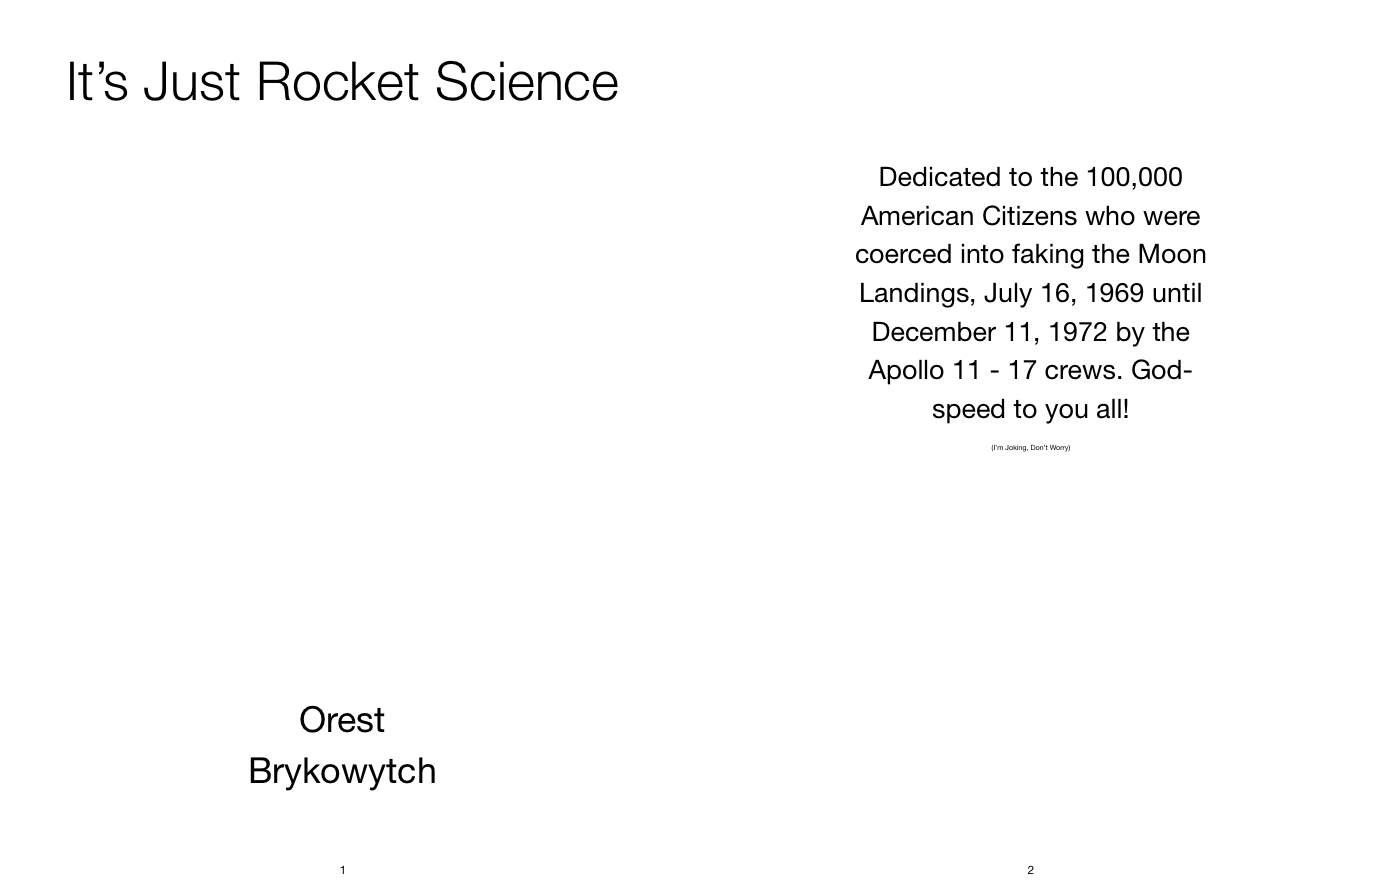 It’s Just Rocket Science
Orest
Brykowytch
1
Dedicated to the 100,000
American Citizens who were
coerced into faking the Moon
Landings, July 16, 1969 until
December 11, 1972 by the
Apollo 11 - 17 crews. God-
speed to you all!
(I’m Joking, Don’t Worry)
2